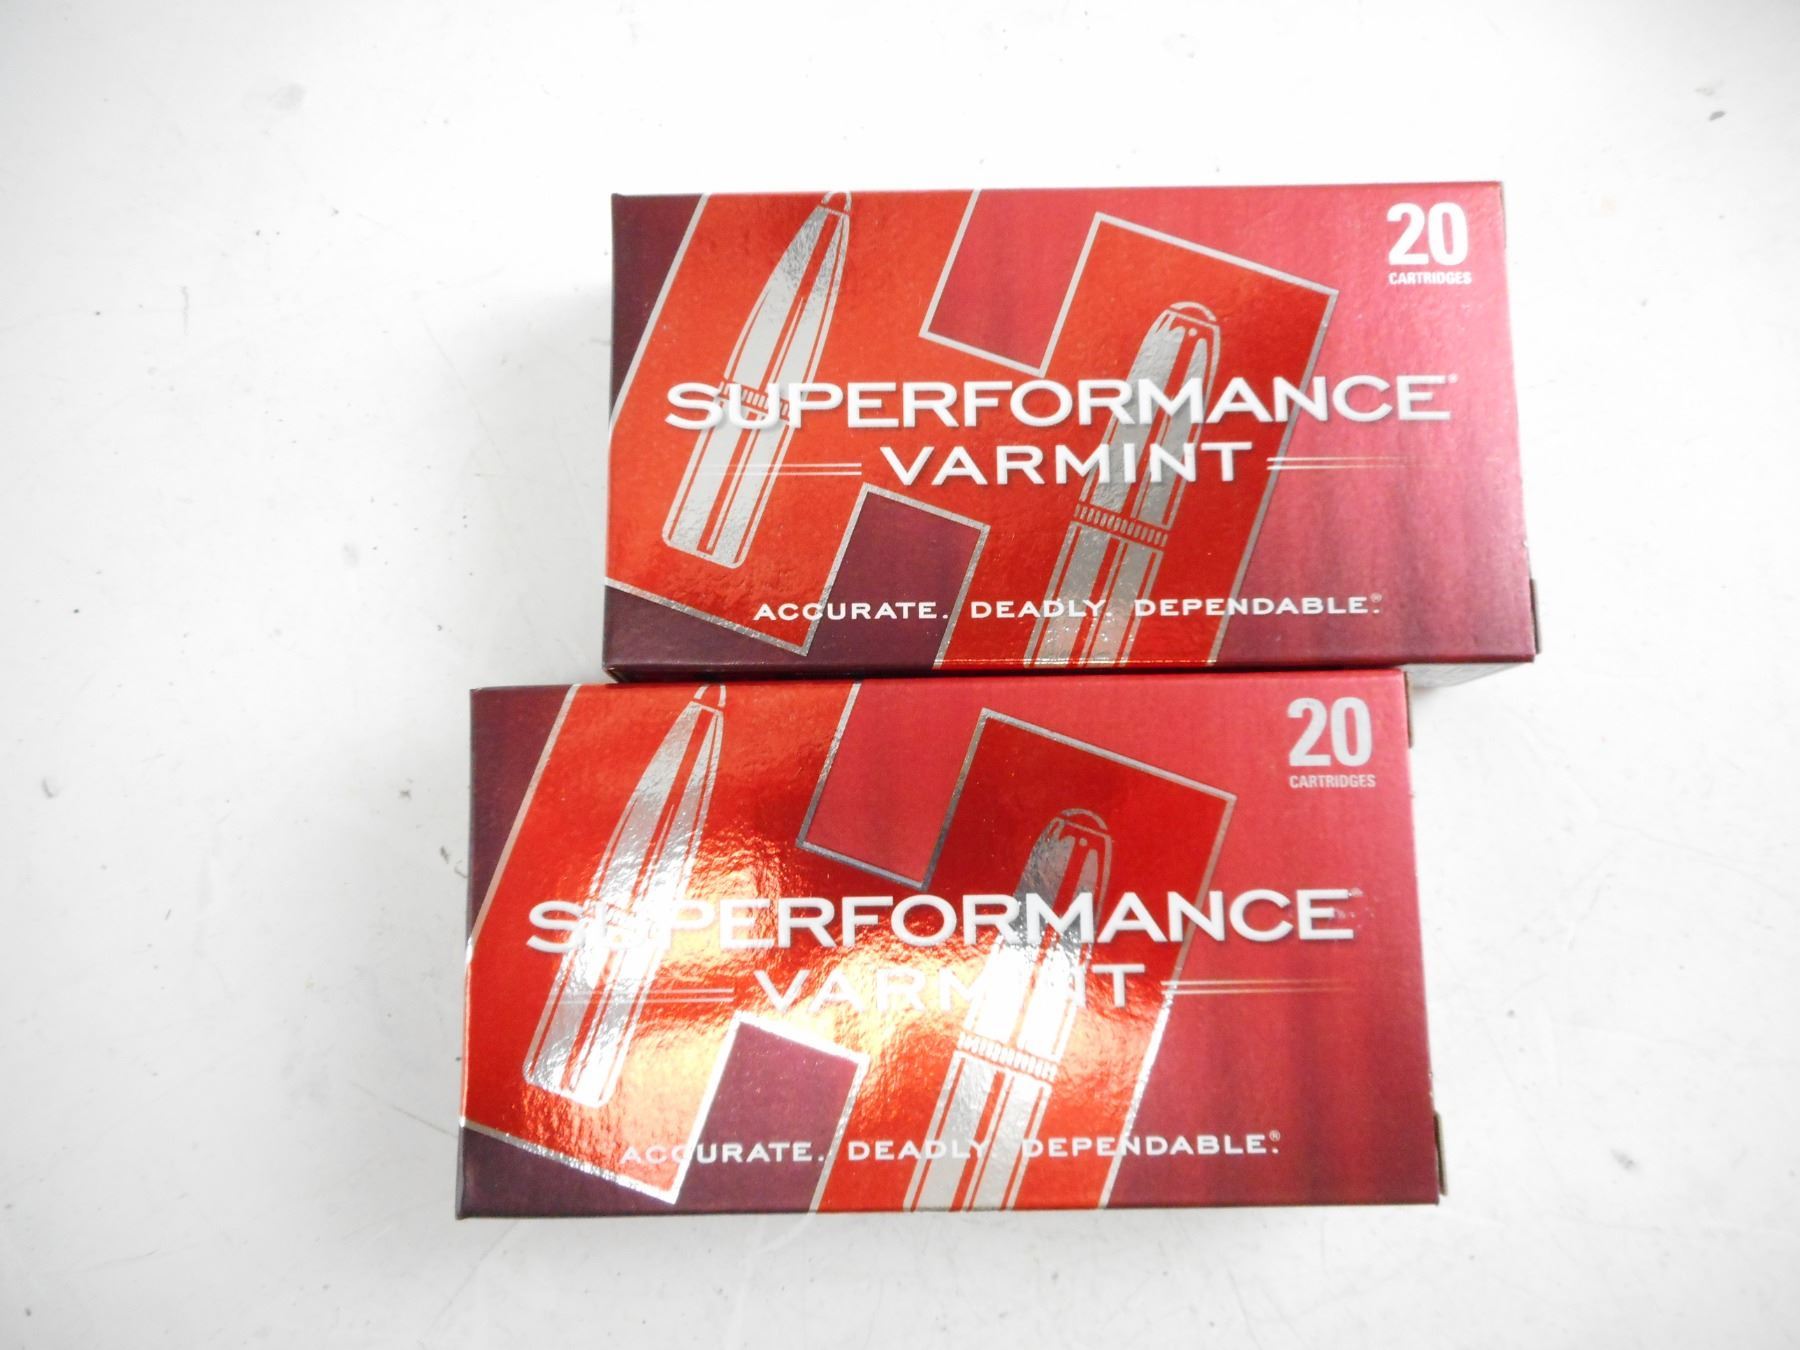 20
CARTRIDGES
SUPERFORMANCE®
VARMINT
ACCURATE. DEADLY. DEPENDABLE.®
20
CARTRIDGES
SUPERFORMANCE®
VARMINT
ACCURATE. DEADLY. DEPENDABLE.®